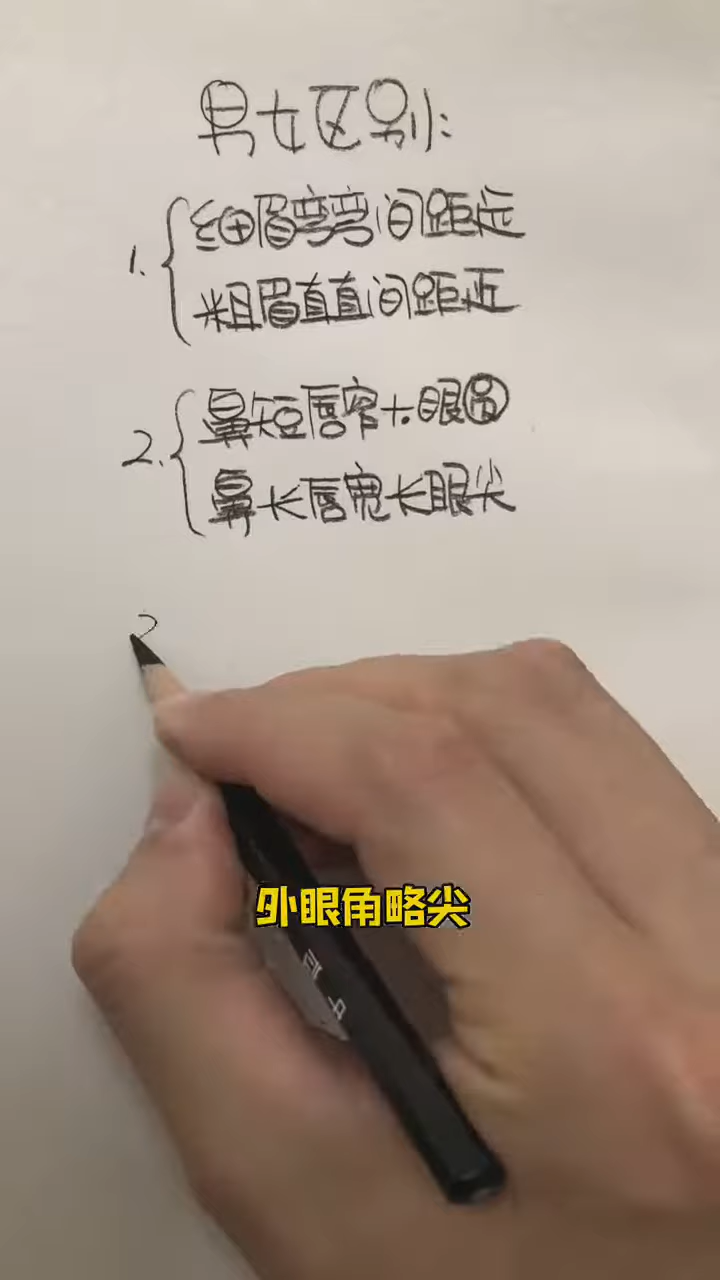 男女区别:
1. 细眉弯弯间距远
粗眉直直间距近
2. 鼻短唇窄大眼圆
鼻长唇宽长眼尖
外眼角略尖